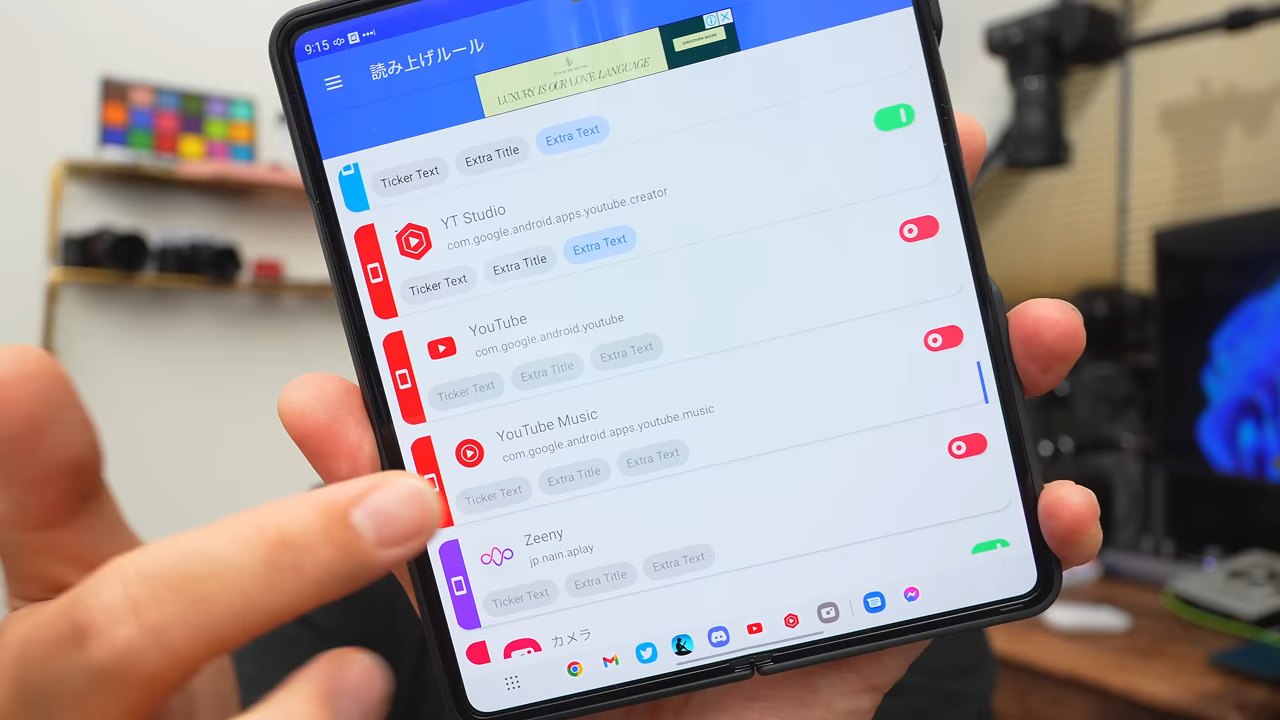 9:15
読み上げルール
LUXURY IS OUR LOVE LANGUAGE
DISCOVER MORE
Ticker Text Extra Title Extra Text
YT Studio
com.google.android.apps.youtube.creator
Ticker Text Extra Title Extra Text
YouTube
com.google.android.youtube
Ticker Text Extra Title Extra Text
YouTube Music
com.google.android.apps.youtube.music
Ticker Text Extra Title Extra Text
Zeeny
jp.nain.aplay
Ticker Text Extra Title Extra Text
カメラ